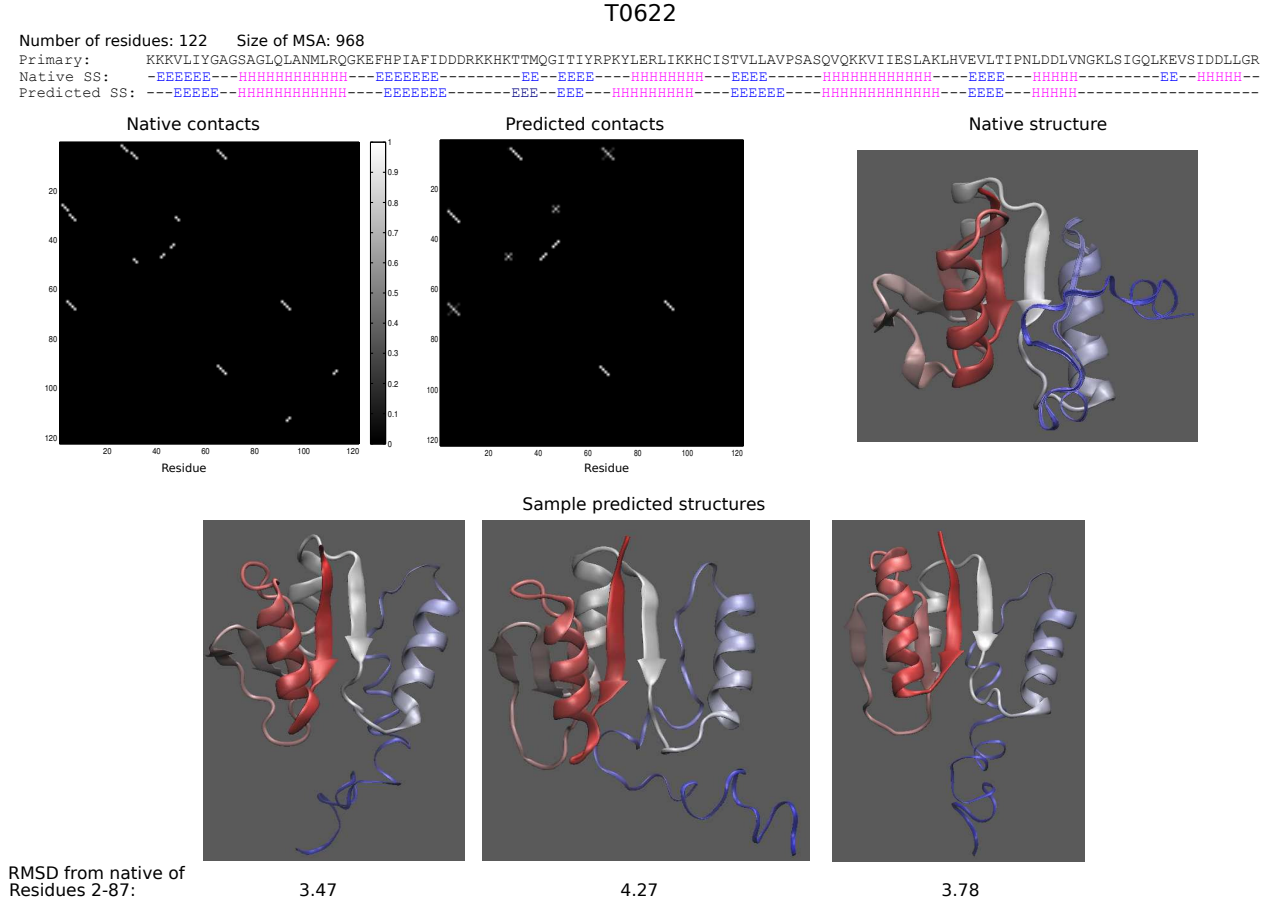 T0622
Number of residues: 122 Size of MSA: 968
Primary: KKKVLIYGAGSAGLQLANMLRQGKEFHPIAFIDDDRKKHKTTMQGITIYRPKYLERLIKKHCISTVLLAVPSASQVQKKVIIESLAKLHVEVLTIPNLDDLVNGKLSIGQLKEVSIDDLLGR
Native SS: -EEEEEE---HHHHHHHHHHHH---EEEEEEE---------EE--EEEE----HHHHHHHH---EEEE------HHHHHHHHHHHH----EEEE---HHHHH---------EE--HHHHH--
Predicted SS: ---EEEEE--HHHHHHHHHHHH----EEEEEEE-------EEE--EEE---HHHHHHHHH----EEEEEE----HHHHHHHHHHHHH---EEEE---HHHHH--------------------
Native contacts Predicted contacts Native structure
1
0.9
0.8
0.7
0.6
0.5
0.4
0.3
0.2
0.1
0
20
40
60
80
100
120
20 40 60 80 100 120
Residue
20
40
60
80
100
120
20 40 60 80 100 120
Residue
Sample predicted structures
RMSD from native of
Residues 2-87: 3.47 4.27 3.78